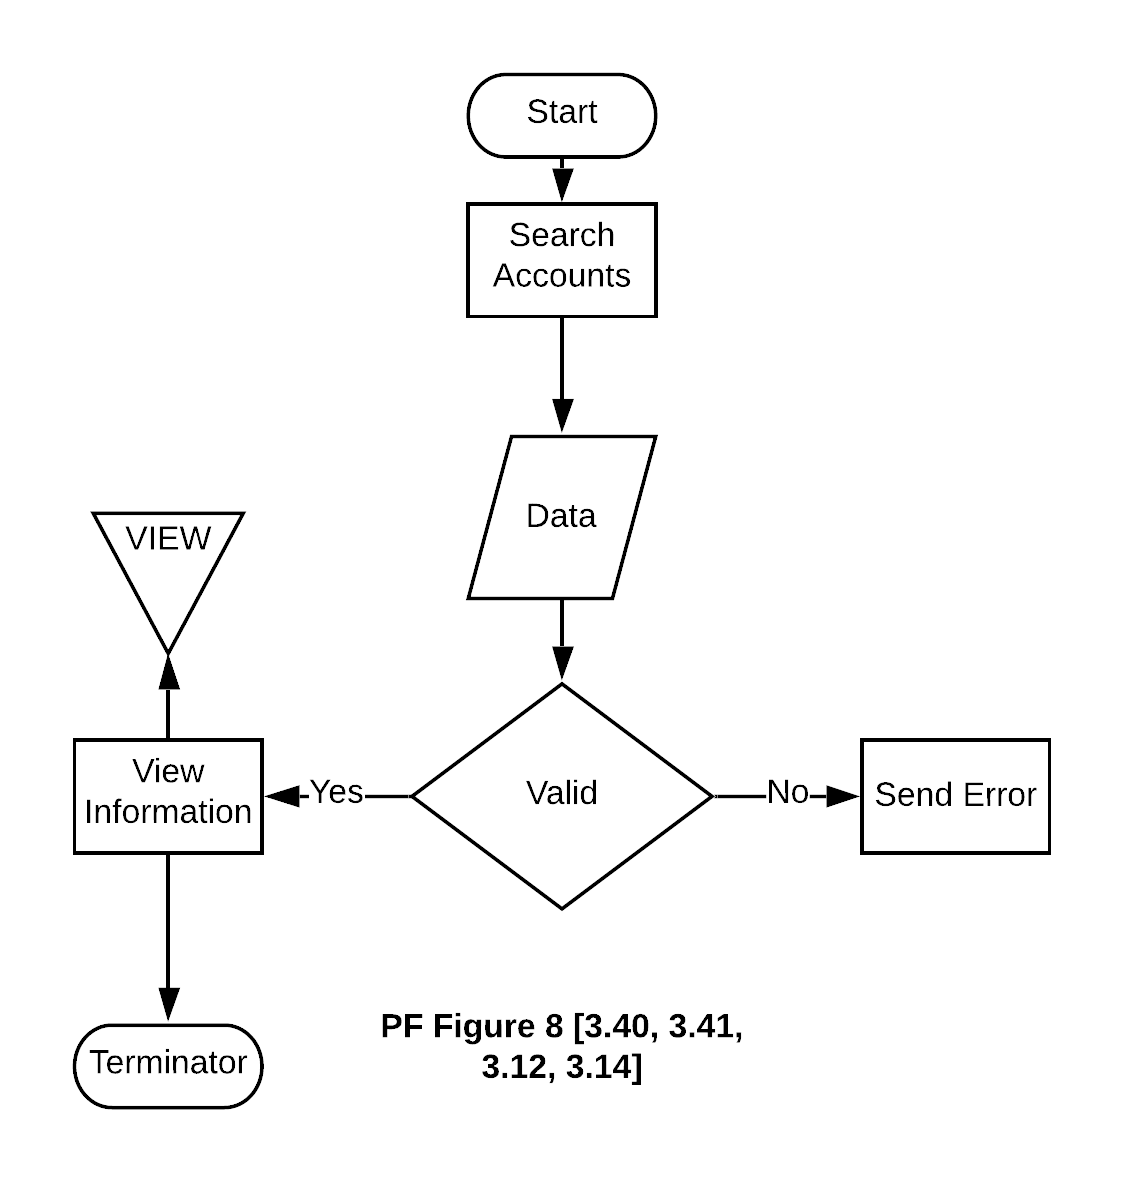 Start
Search
Accounts
Data
VIEW
View
Information
Yes
Valid
No
Send Error
Terminator
PF Figure 8 [3.40, 3.41,
3.12, 3.14]